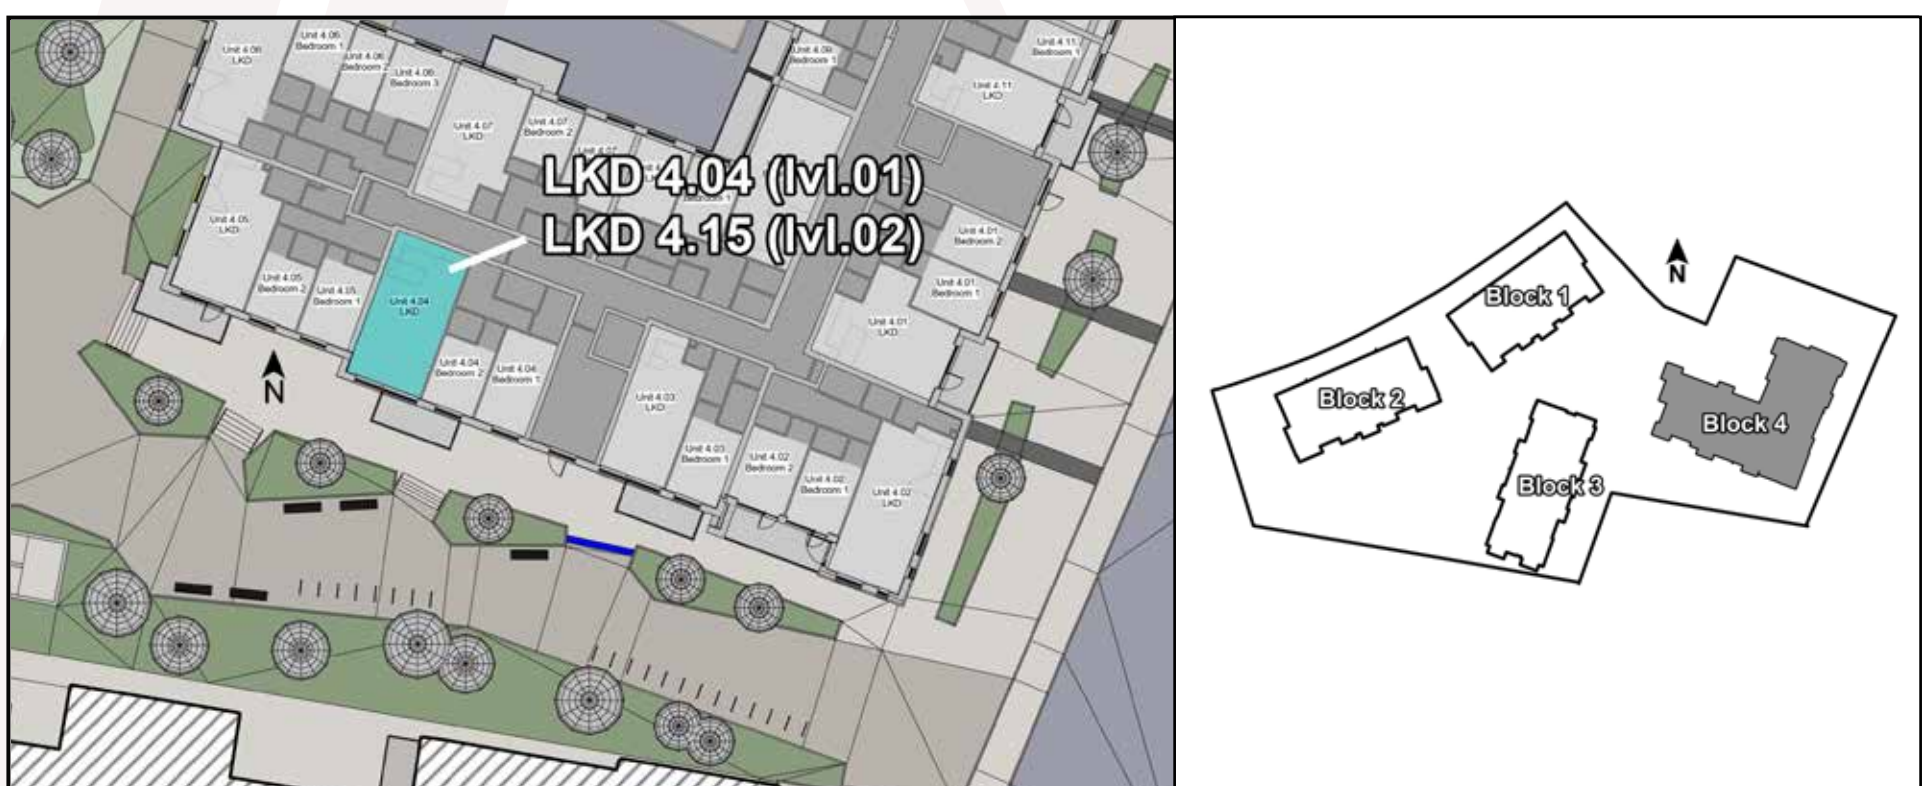 Unit 4.06
LKD
Unit 4.06
Bedroom 1
Unit 4.06
Bedroom 2
Unit 4.06
Bedroom 3
Unit 4.09
Bedroom 1
Unit 4.11
Bedroom 1
Unit 4.11
LKD
Unit 4.07
LKD
Unit 4.07
Bedroom 2
LKD 4.04 (lvl.01)
LKD 4.15 (lvl.02)
Bedroom 1
Unit 4.05
LKD
Unit 4.05
Bedroom 2
Unit 4.05
Bedroom 1
Unit 4.04
LKD
Unit 4.04
Bedroom 2
Unit 4.04
Bedroom 1
Unit 4.01
Bedroom 2
Unit 4.01
Bedroom 1
Unit 4.01
LKD
Unit 4.03
LKD
Unit 4.03
Bedroom 1
Unit 4.02
Bedroom 2
Unit 4.02
Bedroom 1
Unit 4.02
LKD
N
N
Block 1
Block 2
Block 3
Block 4